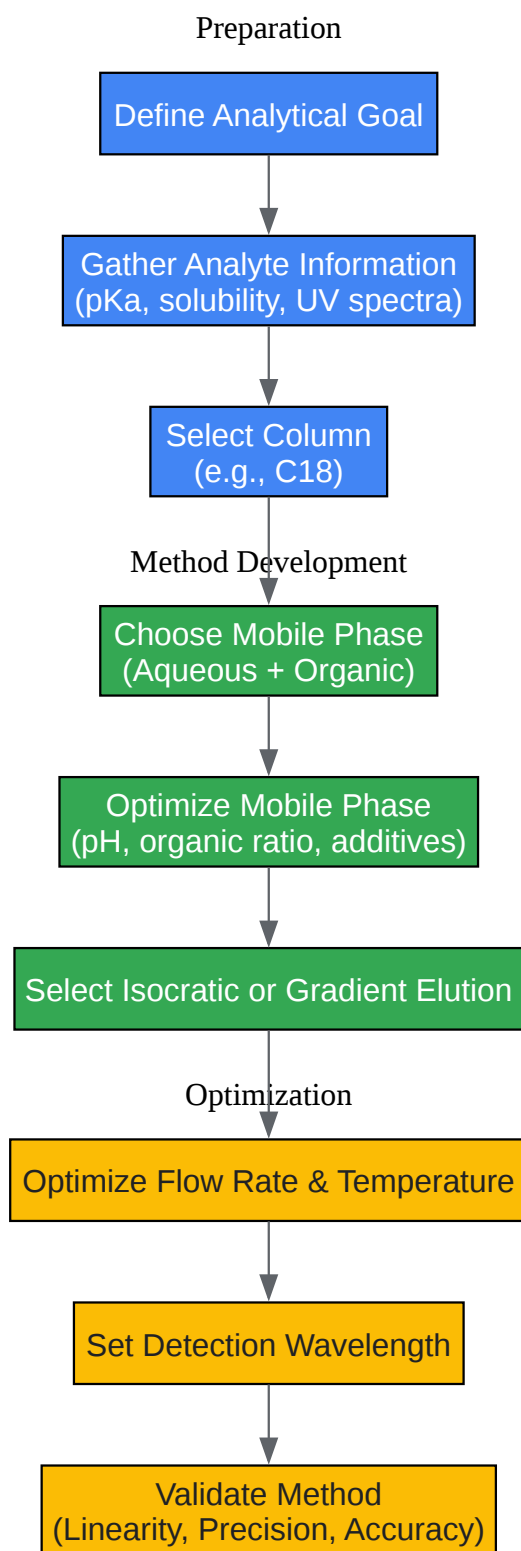 Preparation
Define Analytical Goal
Gather Analyte Information
(pKa, solubility, UV spectra)
Select Column
(e.g., C18)
Method Development
Choose Mobile Phase
(Aqueous + Organic)
Optimize Mobile Phase
(pH, organic ratio, additives)
Select Isocratic or Gradient Elution
Optimization
Optimize Flow Rate & Temperature
Set Detection Wavelength
Validate Method
(Linearity, Precision, Accuracy)